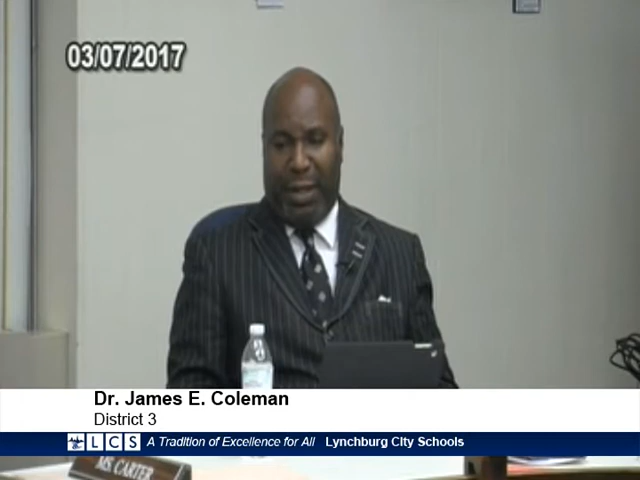 03/07/2017
Dr. James E. Coleman
District 3
LCS A Tradition of Excellence for All Lynchburg City Schools
MS. CARTER